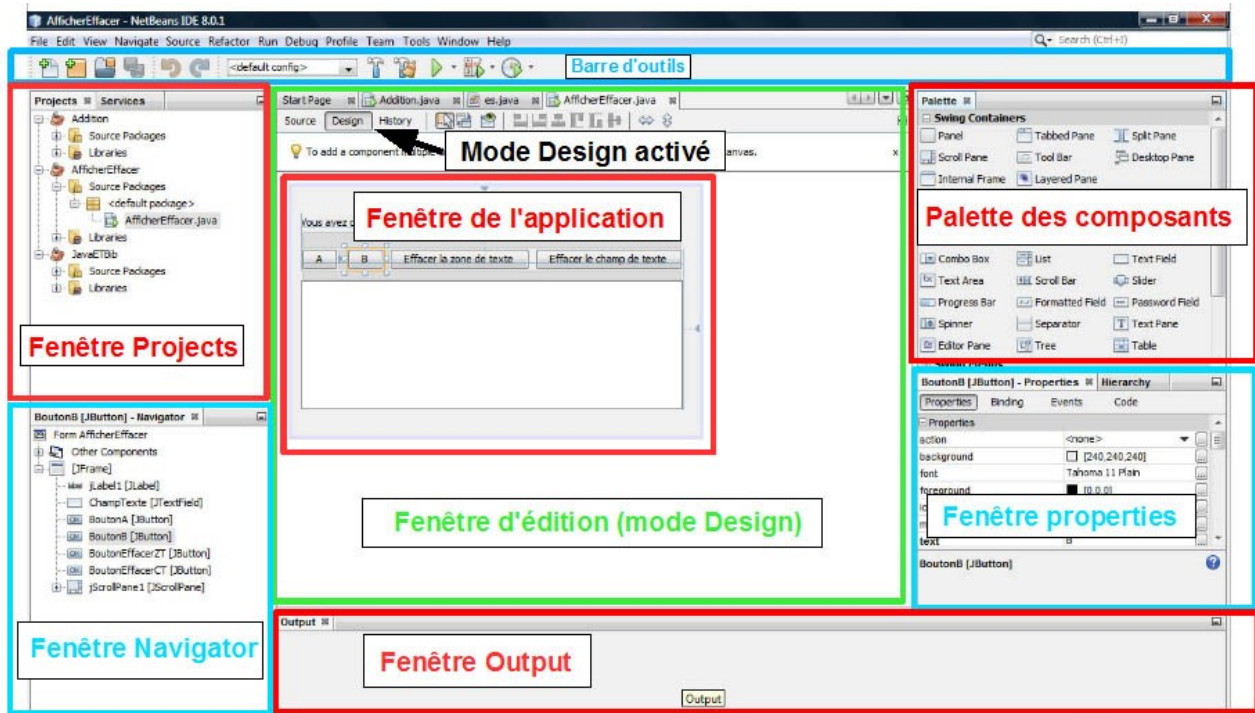 AfficherEffacer - NetBeans IDE 8.0.1
File Edit View Navigate Source Refactor Run Debug Profile Team Tools Window Help
Search (Ctrl+I)
<default config>
Barre d'outils
Projects Services
Addition
Source Packages
Libraries
AfficherEffacer
Source Packages
<default package>
AfficherEffacer.java
Libraries
JavaETBib
Source Packages
Libraries
Fenêtre Projects
Start Page Addition.java es.java AfficherEffacer.java
Source Design History
Mode Design activé
To add a component multiple
anvas.
Fenêtre de l'application
Vous avez
A B Effacer la zone de texte Effacer le champ de texte
Fenêtre d'édition (mode Design)
Palette
Swing Containers
Panel Tabbed Pane Split Pane
Scroll Pane Tool Bar Desktop Pane
Internal Frame Layered Pane
Palette des composants
Combo Box List Text Field
Text Area Scroll Bar Slider
Progress Bar Formatted Field Password Field
Spinner Separator Text Pane
Editor Pane Tree Table
Swing Menus
BoutonB [JButton] - Navigator
Form AfficherEffacer
Other Components
[JFrame]
jLabel1 [JLabel]
ChampTexte [JTextField]
BoutonA [JButton]
BoutonB [JButton]
BoutonEffacerZT [JButton]
BoutonEffacerCT [JButton]
jScrollPane1 [JScrollPane]
Fenêtre Navigator
BoutonB [JButton] - Properties Hierarchy
Properties Binding Events Code
Properties
action <none>
background [240,240,240]
font Tahoma 11 Plain
foreground [0,0,0]
Fenêtre properties
text B
BoutonB [JButton]
Output
Fenêtre Output
Output